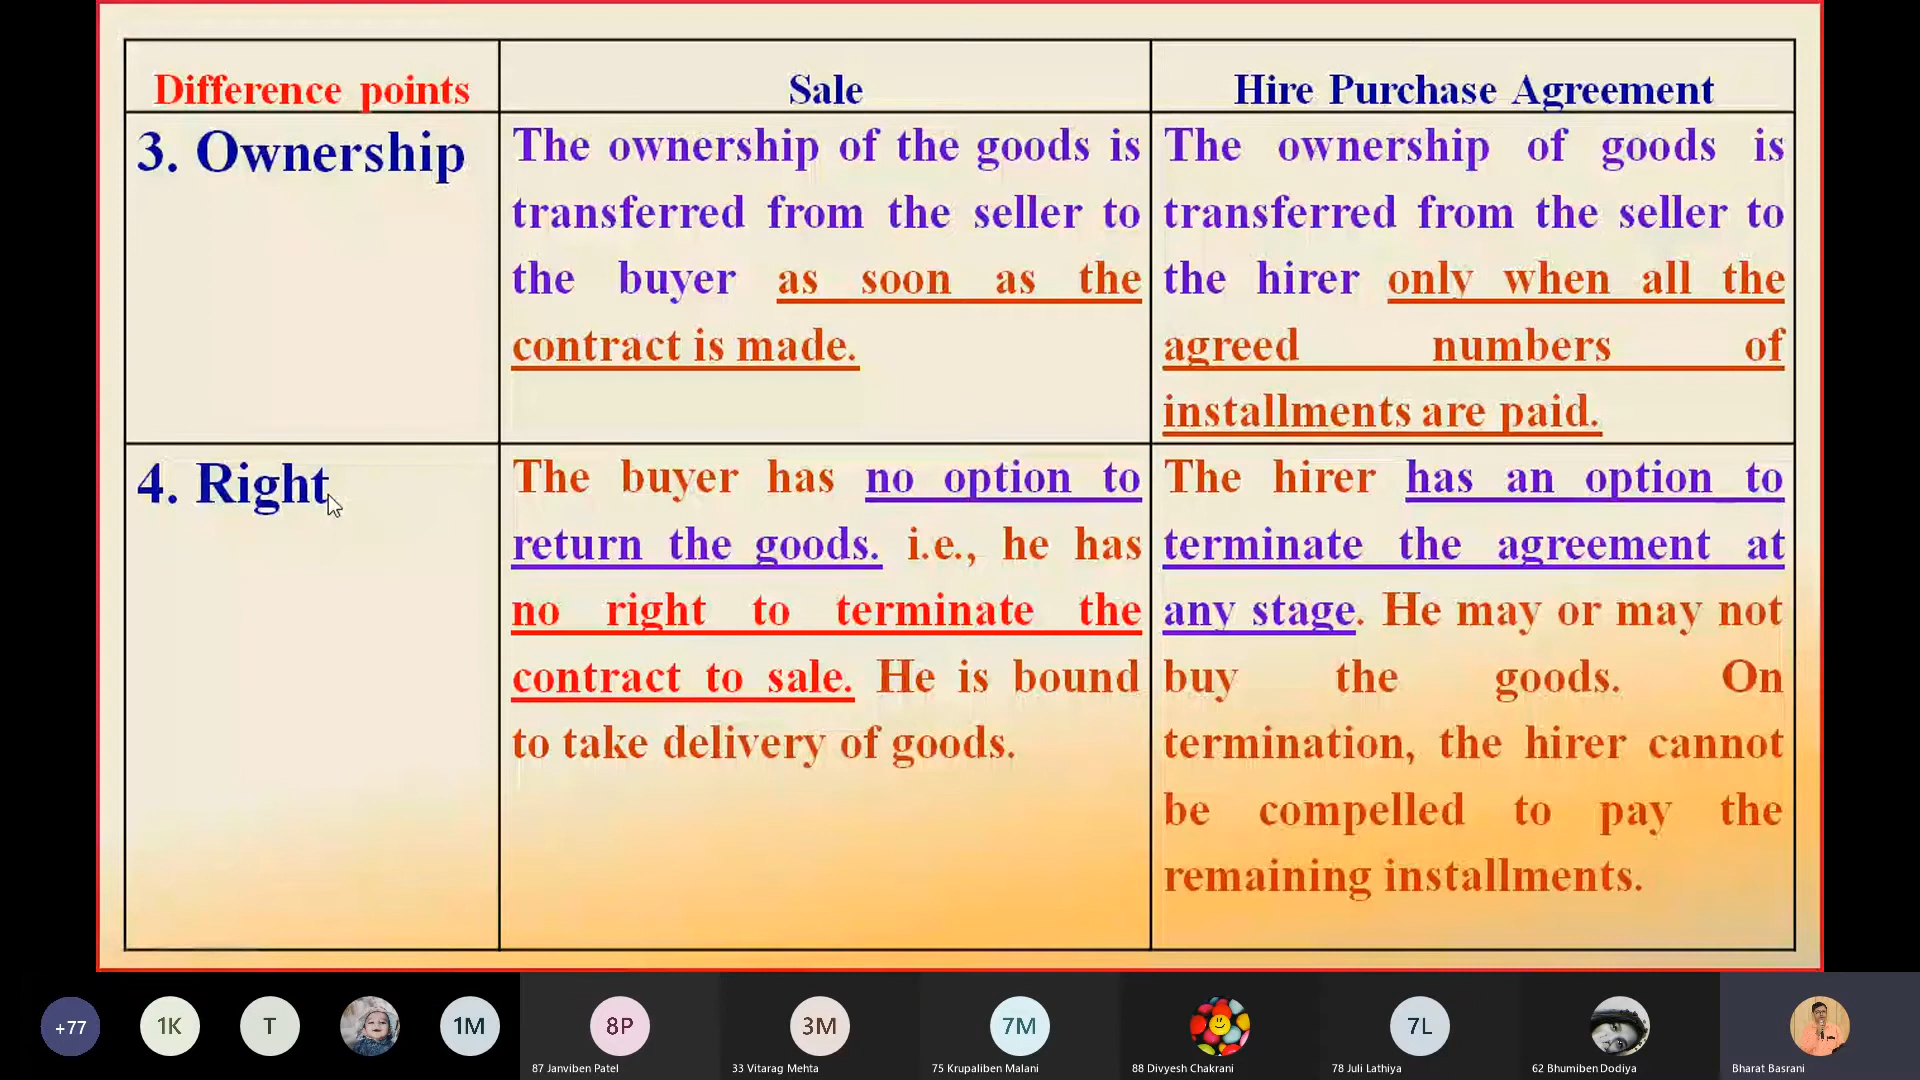 Difference points
Sale
Hire Purchase Agreement
3. Ownership
The ownership of the goods is
transferred from the seller to
the buyer as soon as the
contract is made.
The ownership of goods is
transferred from the seller to
the hirer only when all the
agreed numbers of
installments are paid.
4. Right
The buyer has no option to
return the goods. i.e., he has
no right to terminate the
contract to sale. He is bound
to take delivery of goods.
The hirer has an option to
terminate the agreement at
any stage. He may or may not
buy the goods. On
termination, the hirer cannot
be compelled to pay the
remaining installments.
+77
1K
T
1M
8P
3M
7M
7L
87 Janviben Patel
33 Vitarag Mehta
75 Krupaliben Malani
88 Divyesh Chakrani
78 Juli Lathiya
62 Bhumiben Dodiya
Bharat Basrani